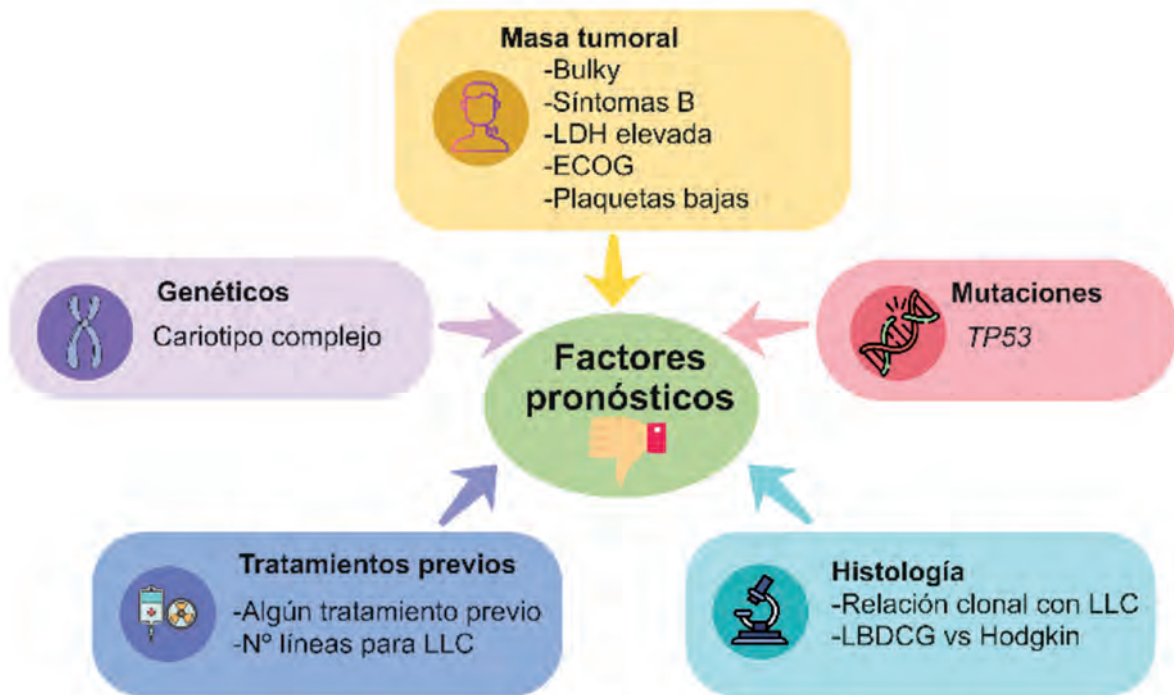 Masa tumoral
-Bulky
-Síntomas B
-LDH elevada
-ECOG
-Plaquetas bajas
Genéticos
Cariotipo complejo
Mutaciones
TP53
Factores
pronósticos
Tratamientos previos
-Algún tratamiento previo
-Nº líneas para LLC
Histología
-Relación clonal con LLC
-LBDCG vs Hodgkin